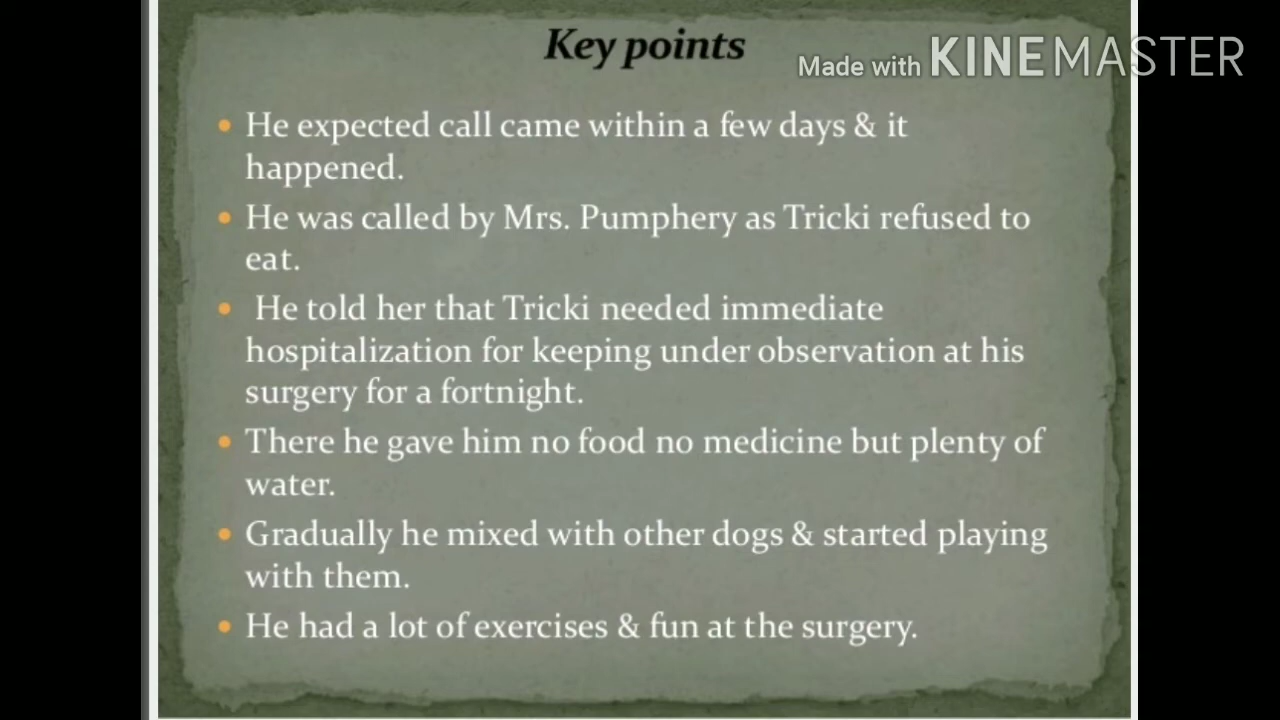 Key points
Made with KINEMASTER
He expected call came within a few days & it
happened.
He was called by Mrs. Pumphery as Tricki refused to
eat.
He told her that Tricki needed immediate
hospitalization for keeping under observation at his
surgery for a fortnight.
There he gave him no food no medicine but plenty of
water.
Gradually he mixed with other dogs & started playing
with them.
He had a lot of exercises & fun at the surgery.